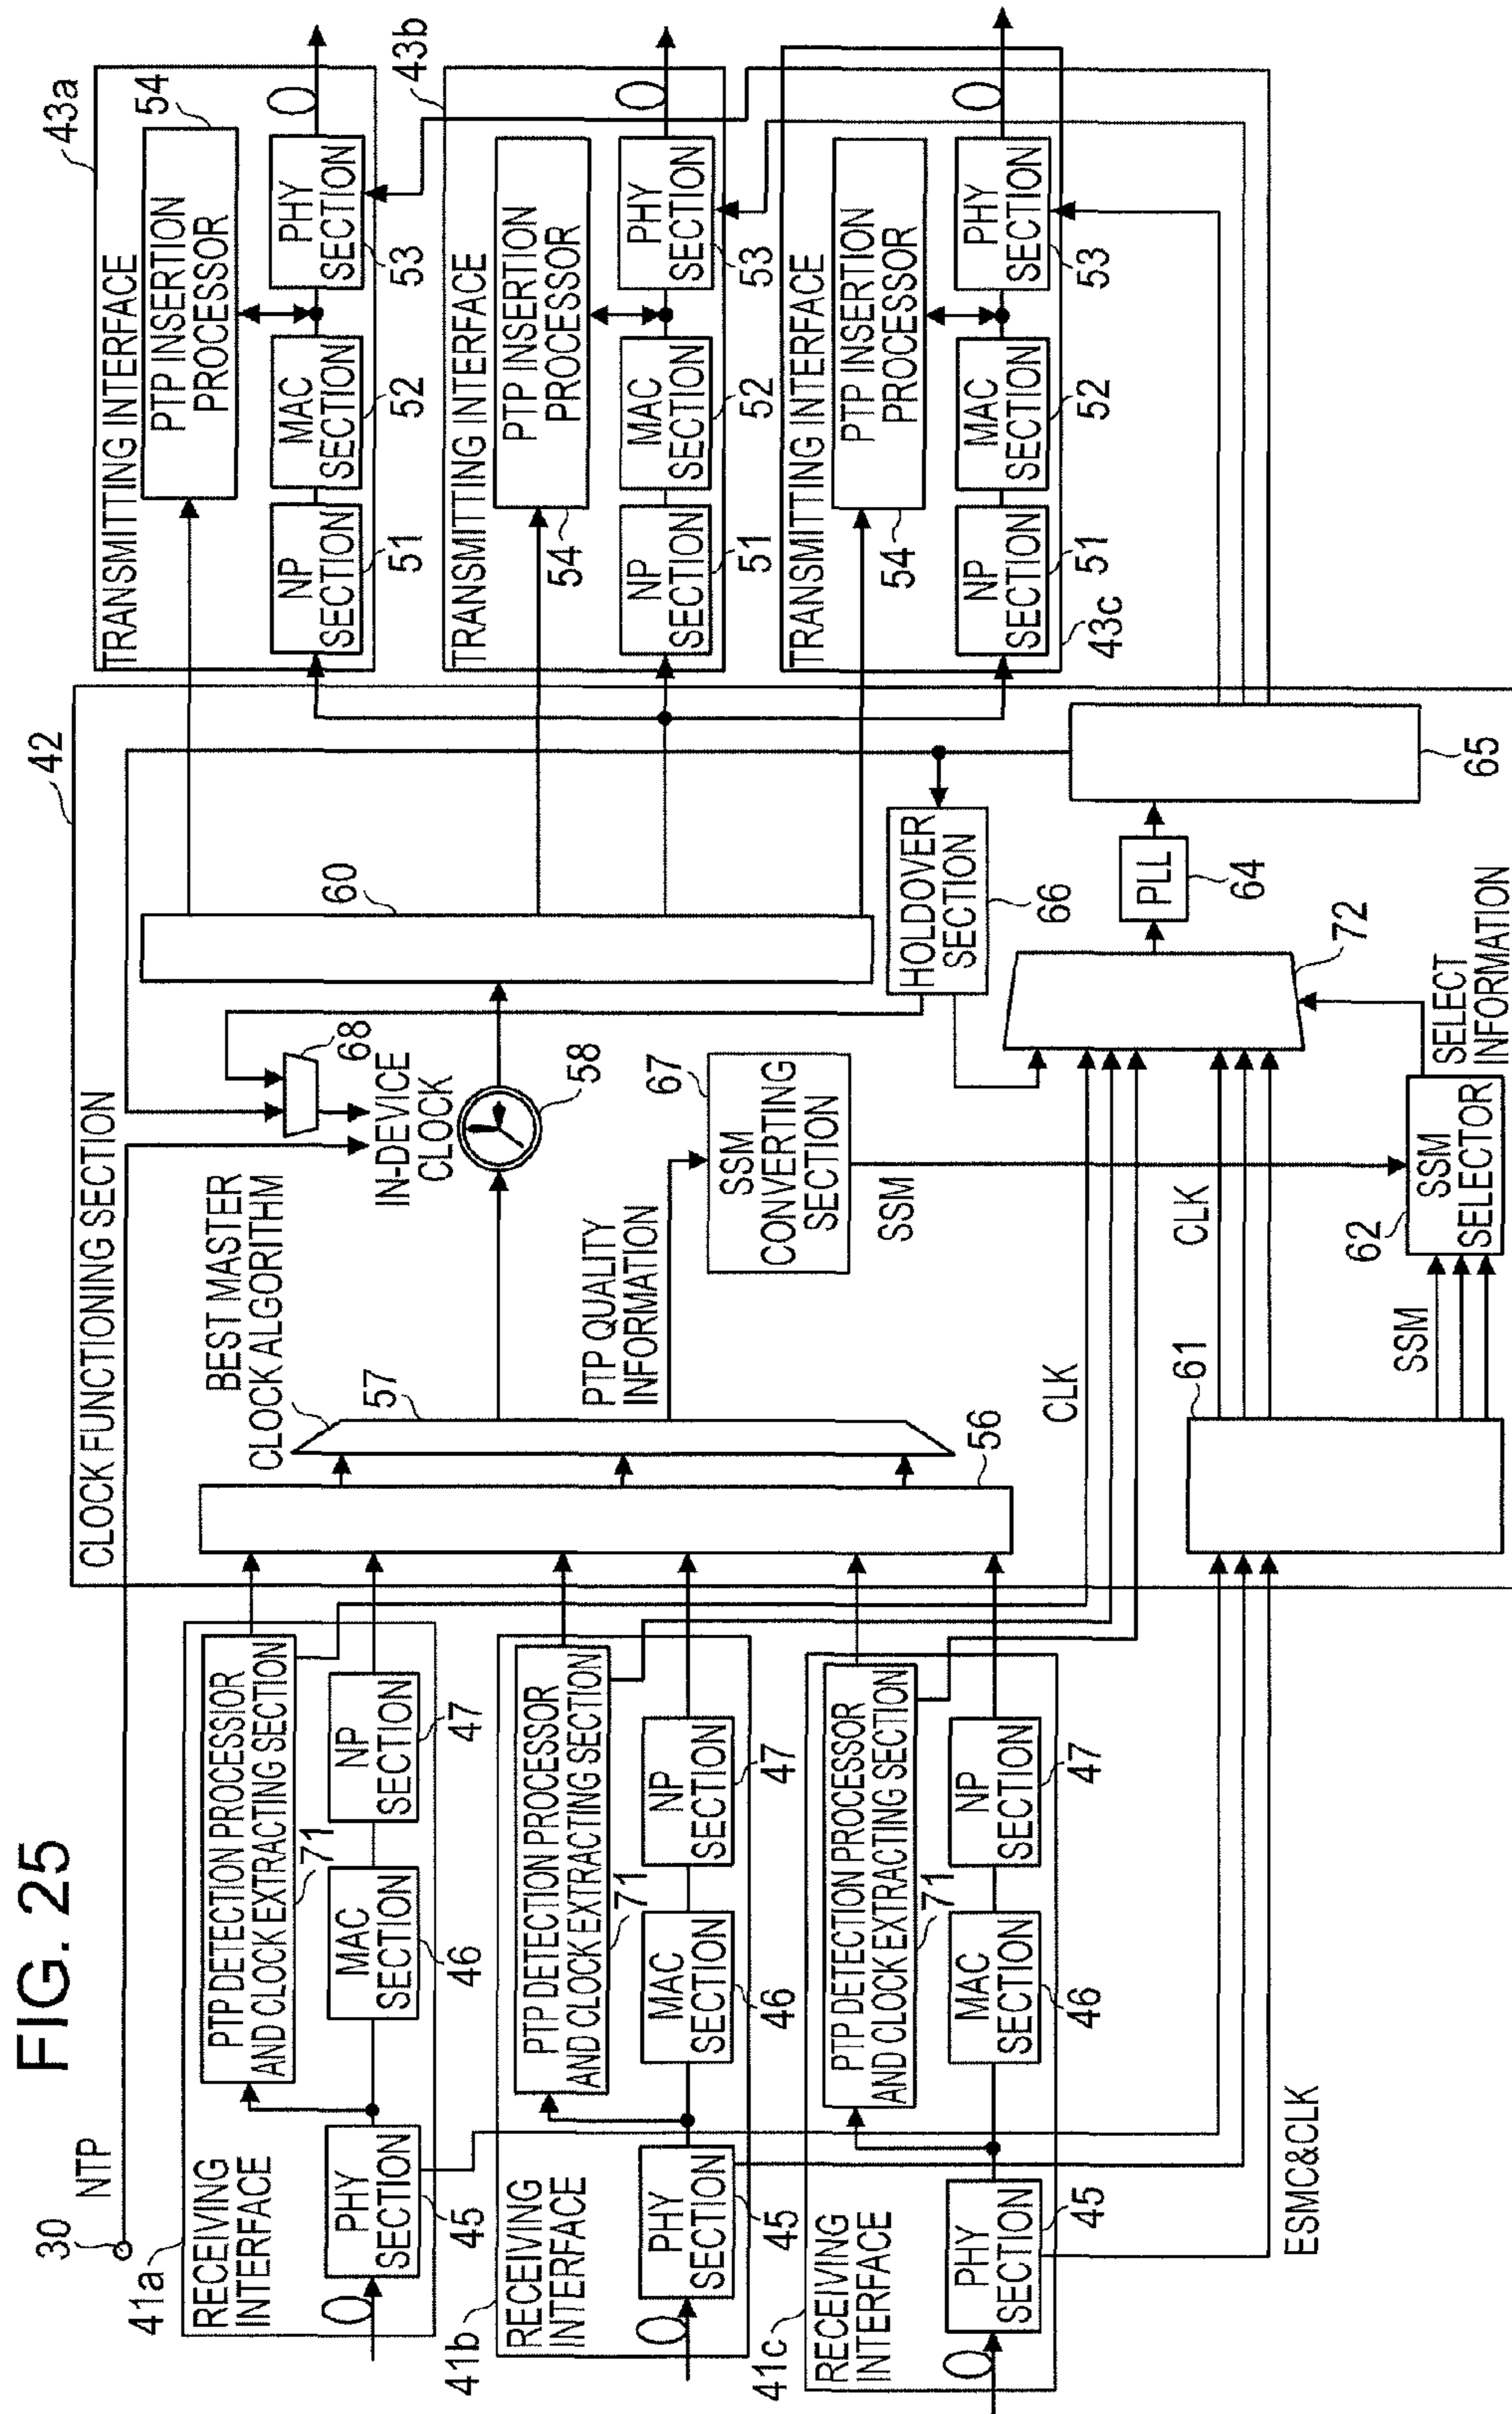 FIG. 25
30
NTP
41a
RECEIVING
INTERFACE
PTP DETECTION PROCESSIOR
AND CLOCK EXTRACTING SECTION
71
PHY
SECTION
45
MAC
SECTION
46
NP
SECTION
47
41b
RECEIVING
INTERFACE
PTP DETECTION PROCESSOR
AND CLOCK EXTRACTING SECTION
71
PHY
SECTION
45
MAC
SECTION
46
NP
SECTION
47
41c
RECEIVING
INTERFACE
PTP DETECTION PROCESSOR
AND CLOCK EXTRACTING SECTION
71
PHY
SECTION
45
MAC
SECTION
46
NP
SECTION
47
ESMC&CLK
CLOCK FUNCTIONING SECTION
42
BEST MASTER
CLOCK ALGORITHM
57
56
68
IN-DEVICE
CLOCK
58
60
PTP QUALITY
INFORMATION
67
SSM
CONVERTING
SECTION
SSM
HOLDOVER
SECTION
66
CLK
CLK
61
SSM
62
SSM
SELECTOR
SELECT
INFORMATION
72
PLL
64
65
43a
TRANSMITTING INTERFACE
PTP INSERTION
PROCESSOR
54
NP
SECTION
51
MAC
SECTION
52
PHY
SECTION
53
43b
TRANSMITTING INTERFACE
PTP INSERTION
PROCESSOR
54
NP
SECTION
51
MAC
SECTION
52
PHY
SECTION
53
TRANSMITTING INTERFACE
PTP INSERTION
PROCESSOR
54
NP
SECTION
51
MAC
SECTION
52
PHY
SECTION
53
43c